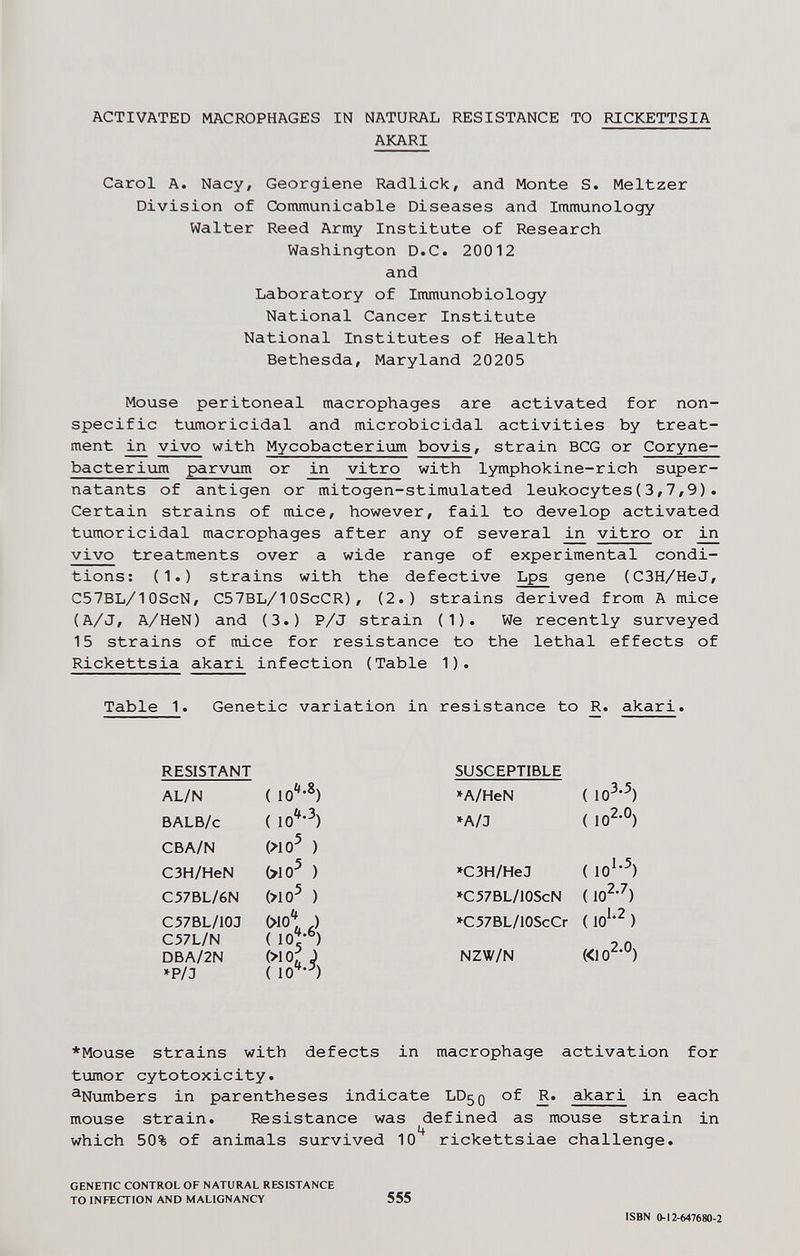 ACTIVATED MACROPHAGES IN NATURAL RESISTANCE TO RICKETTSIA
AKARI
Carol A. Nacy, Georgiene Radlick, and Monte S. Meltzer
Division of Communicable Diseases and Immunology
Walter Reed Army Institute of Research
Washington D.C. 20012
and
Laboratory of Immunobiology
National Cancer Institute
National Institutes of Health
Bethesda, Maryland 20205
Mouse peritoneal macrophages are activated for non-
specific tumoricidal and microbicidal activities by treat-
ment in vivo with Mycobacterium bovis, strain BCG or Coryne-
bacterium parvum or in vitro with lymphokine-rich super-
natants of antigen or mitogen-stimulated leukocytes(3,7,9).
Certain strains of mice, however, fail to develop activated
tumoricidal macrophages after any of several in vitro or in
vivo treatments over a wide range of experimental condi-
tions: (1.) strains with the defective Lps gene (C3H/HeJ,
C57BL/10ScN, C57BL/10ScCR), (2.) strains derived from A mice
(A/J, A/HeN) and (3.) P/J strain (1). We recently surveyed
15 strains of mice for resistance to the lethal effects of
Rickettsia akari infection (Table 1).
Table 1. Genetic variation in resistance to R. akari.
RESISTANT SUSCEPTIBLE
AL/N (10^4.8) *A/HeN (10^3.5)
BALB/c (10^4.3) *A/J (10^2.0)
CBA/N (>10^5)
C3H/HeN (>10^5) *C3H/HeJ (10^1.5)
C57BL/6N (>10^5) *C57BL/10ScN (10^2.7)
C57BL/10J (>10^4) *C57BL/10ScCr (10^1.2)
C57L/N (10^4.6)
DBA/2N (>10^5) NZW/N (<10^2.0)
*P/J (10^4.5)
*Mouse strains with defects in macrophage activation for
tumor cytotoxicity.
ᵃNumbers in parentheses indicate LD₅₀ of R. akari in each
mouse strain. Resistance was defined as mouse strain in
which 50% of animals survived 10^4 rickettsiae challenge.
GENETIC CONTROL OF NATURAL RESISTANCE
TO INFECTION AND MALIGNANCY 555
ISBN 0-12-647680-2